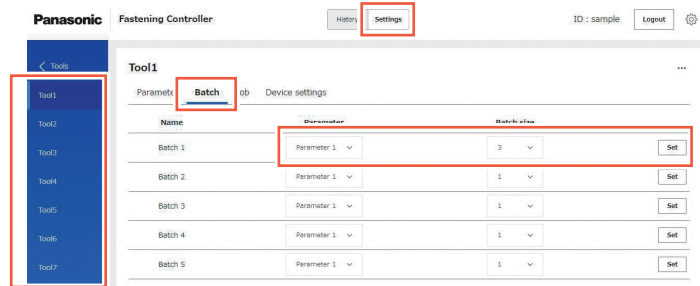 Panasonic Fastening Controller History Settings ID : sample Logout
Tools
Tool1
Tool2
Tool3
Tool4
Tool5
Tool6
Tool7
Tool1
Paramete Batch ob Device settings
Name Parameter Batch size
Batch 1 Parameter 1 3 Set
Batch 2 Parameter 1 1 Set
Batch 3 Parameter 1 1 Set
Batch 4 Parameter 1 1 Set
Batch 5 Parameter 1 1 Set